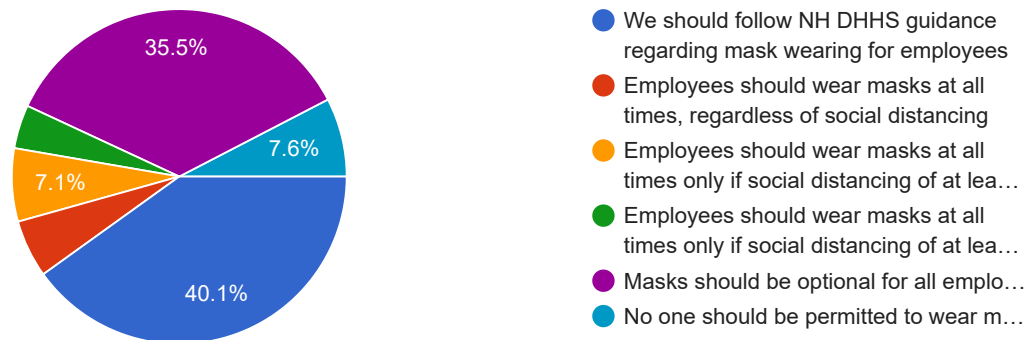 35.5%
7.6%
7.1%
40.1%
We should follow NH DHHS guidance
regarding mask wearing for employees
Employees should wear masks at all
times, regardless of social distancing
Employees should wear masks at all
times only if social distancing of at lea…
Employees should wear masks at all
times only if social distancing of at lea…
Masks should be optional for all emplo…
No one should be permitted to wear m…